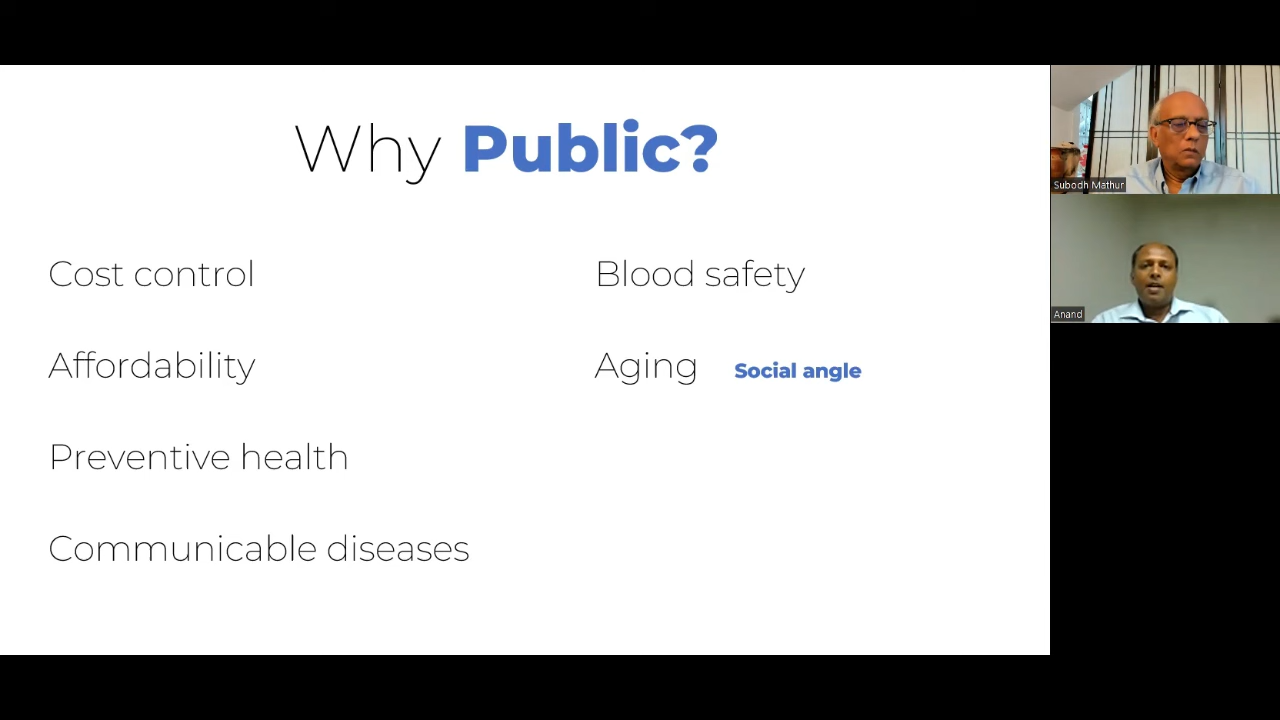 Why Public?
Cost control
Affordability
Preventive health
Communicable diseases
Blood safety
Aging Social angle
Subodh Mathur
Anand